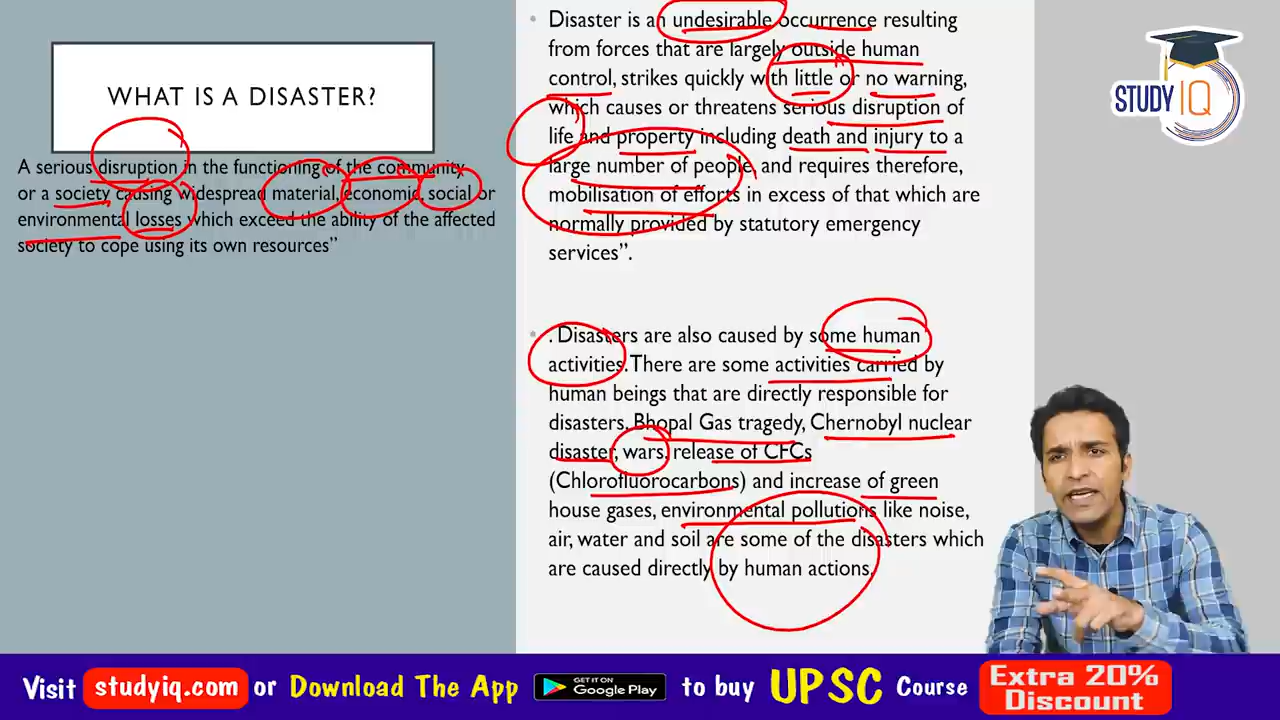 WHAT IS A DISASTER?
A serious disruption in the functioning of the community
or a society causing widespread material, economic, social or
environmental losses which exceed the ability of the affected
society to cope using its own resources”
• Disaster is an undesirable occurrence resulting
from forces that are largely outside human
control, strikes quickly with little or no warning,
which causes or threatens serious disruption of
life and property including death and injury to a
large number of people, and requires therefore,
mobilisation of efforts in excess of that which are
normally provided by statutory emergency
services”.
• . Disasters are also caused by some human
activities. There are some activities carried by
human beings that are directly responsible for
disasters, Bhopal Gas tragedy, Chernobyl nuclear
disaster, wars, release of CFCs
(Chlorofluorocarbons) and increase of green
house gases, environmental pollutions like noise,
air, water and soil are some of the disasters which
are caused directly by human actions,
STUDY IQ
Visit studyiq.com or Download The App GET IT ON Google Play to buy UPSC Course Extra 20% Discount